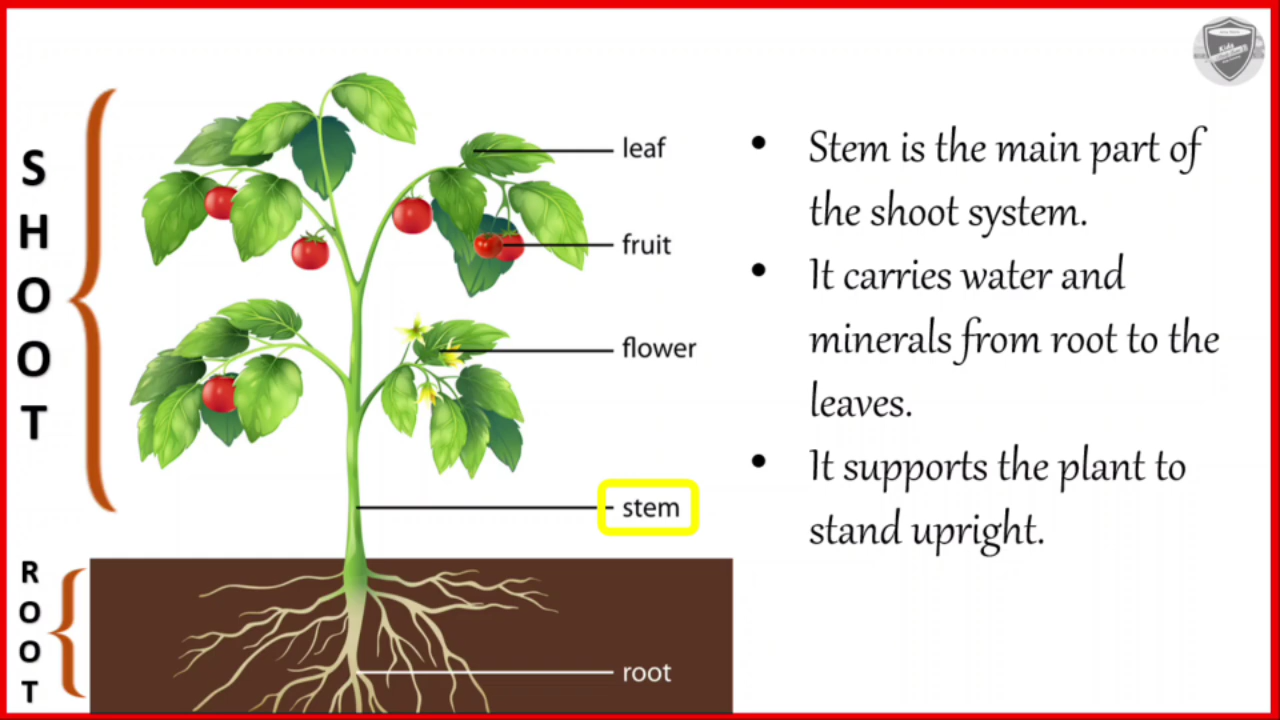 SHOOT
ROOT
leaf
fruit
flower
stem
root
• Stem is the main part of
the shoot system.
• It carries water and
minerals from root to the
leaves.
• It supports the plant to
stand upright.
Kids